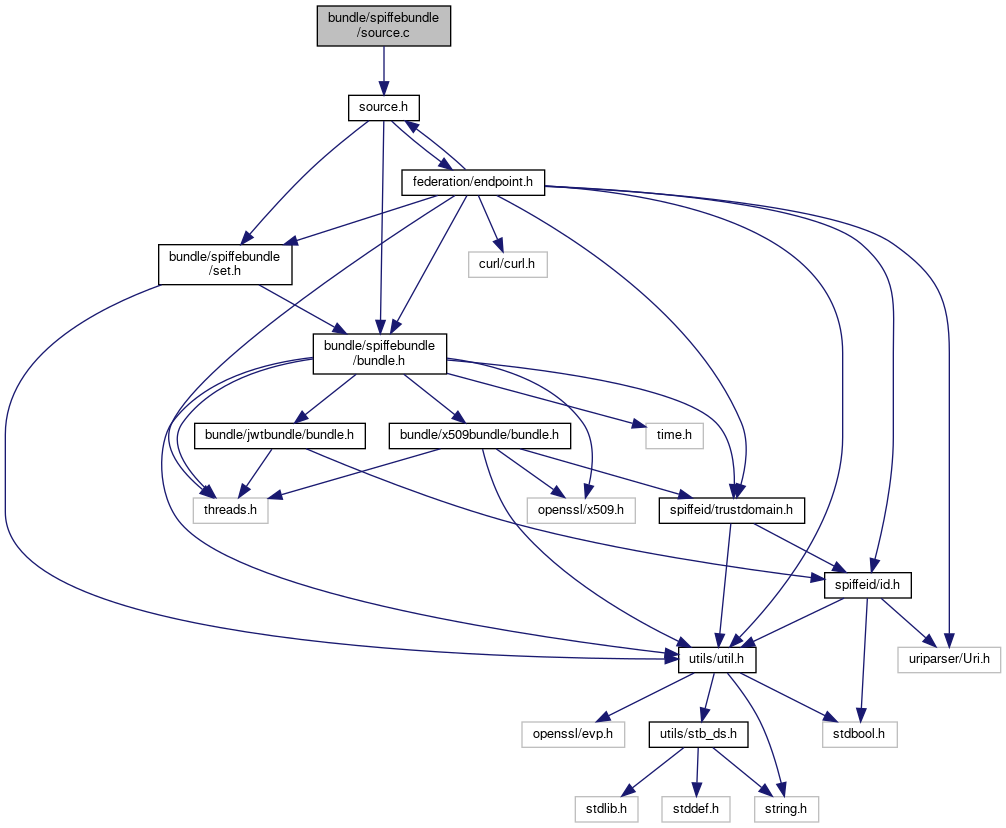 bundle/spiffebundle
/source.c
source.h
federation/endpoint.h
bundle/spiffebundle
/set.h
curl/curl.h
bundle/spiffebundle
/bundle.h
bundle/jwtbundle/bundle.h
bundle/x509bundle/bundle.h
time.h
threads.h
openssl/x509.h
spiffeid/trustdomain.h
spiffeid/id.h
utils/util.h
uriparser/Uri.h
openssl/evp.h
utils/stb_ds.h
stdbool.h
stdlib.h
stddef.h
string.h